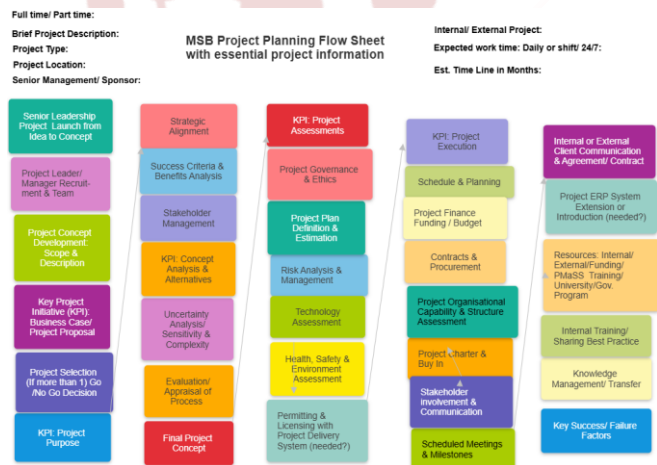 Full time/ Part time:
Brief Project Description:
Project Type:
Project Location:
Senior Management/ Sponsor:
MSB Project Planning Flow Sheet
with essential project information
Internal/ External Project:
Expected work time: Daily or shift/ 24/7:
Est. Time Line in Months:
Senior Leadership
Project Launch from
Idea to Concept
Project Leader/
Manager Recruit-
ment & Team
Project Concept
Development:
Scope &
Description
Key Project
Initiative (KPI):
Business Case/
Project Proposal
Project Selection
(If more than 1) Go
/No Go Decision
KPI: Project
Purpose
Strategic
Alignment
Success Criteria &
Benefits Analysis
Stakeholder
Management
KPI: Concept
Analysis &
Alternatives
Uncertainty
Analysis/
Sensitivity &
Complexity
Evaluation/
Appraisal of
Process
Final Project
Concept
KPI: Project
Assessments
Project Governance
& Ethics
Project Plan
Definition &
Estimation
Risk Analysis &
Management
Technology
Assessment
Health, Safety &
Environment
Assessment
Permitting &
Licensing with
Project Delivery
System (needed?)
KPI: Project
Execution
Schedule & Planning
Project Finance
Funding / Budget
Contracts &
Procurement
Project Organisational
Capability & Structure
Assessment
Project Charter &
Buy In
Stakeholder
involvement &
Communication
Scheduled Meetings
& Milestones
Internal or External
Client Communication
& Agreement/ Contract
Project ERP System
Extension or
Introduction (needed?)
Resources: Internal/
External/Funding/
PMaSS Training/
University/Gov.
Program
Internal Training/
Sharing Best Practice
Knowledge
Management/ Transfer
Key Success/ Failure
Factors